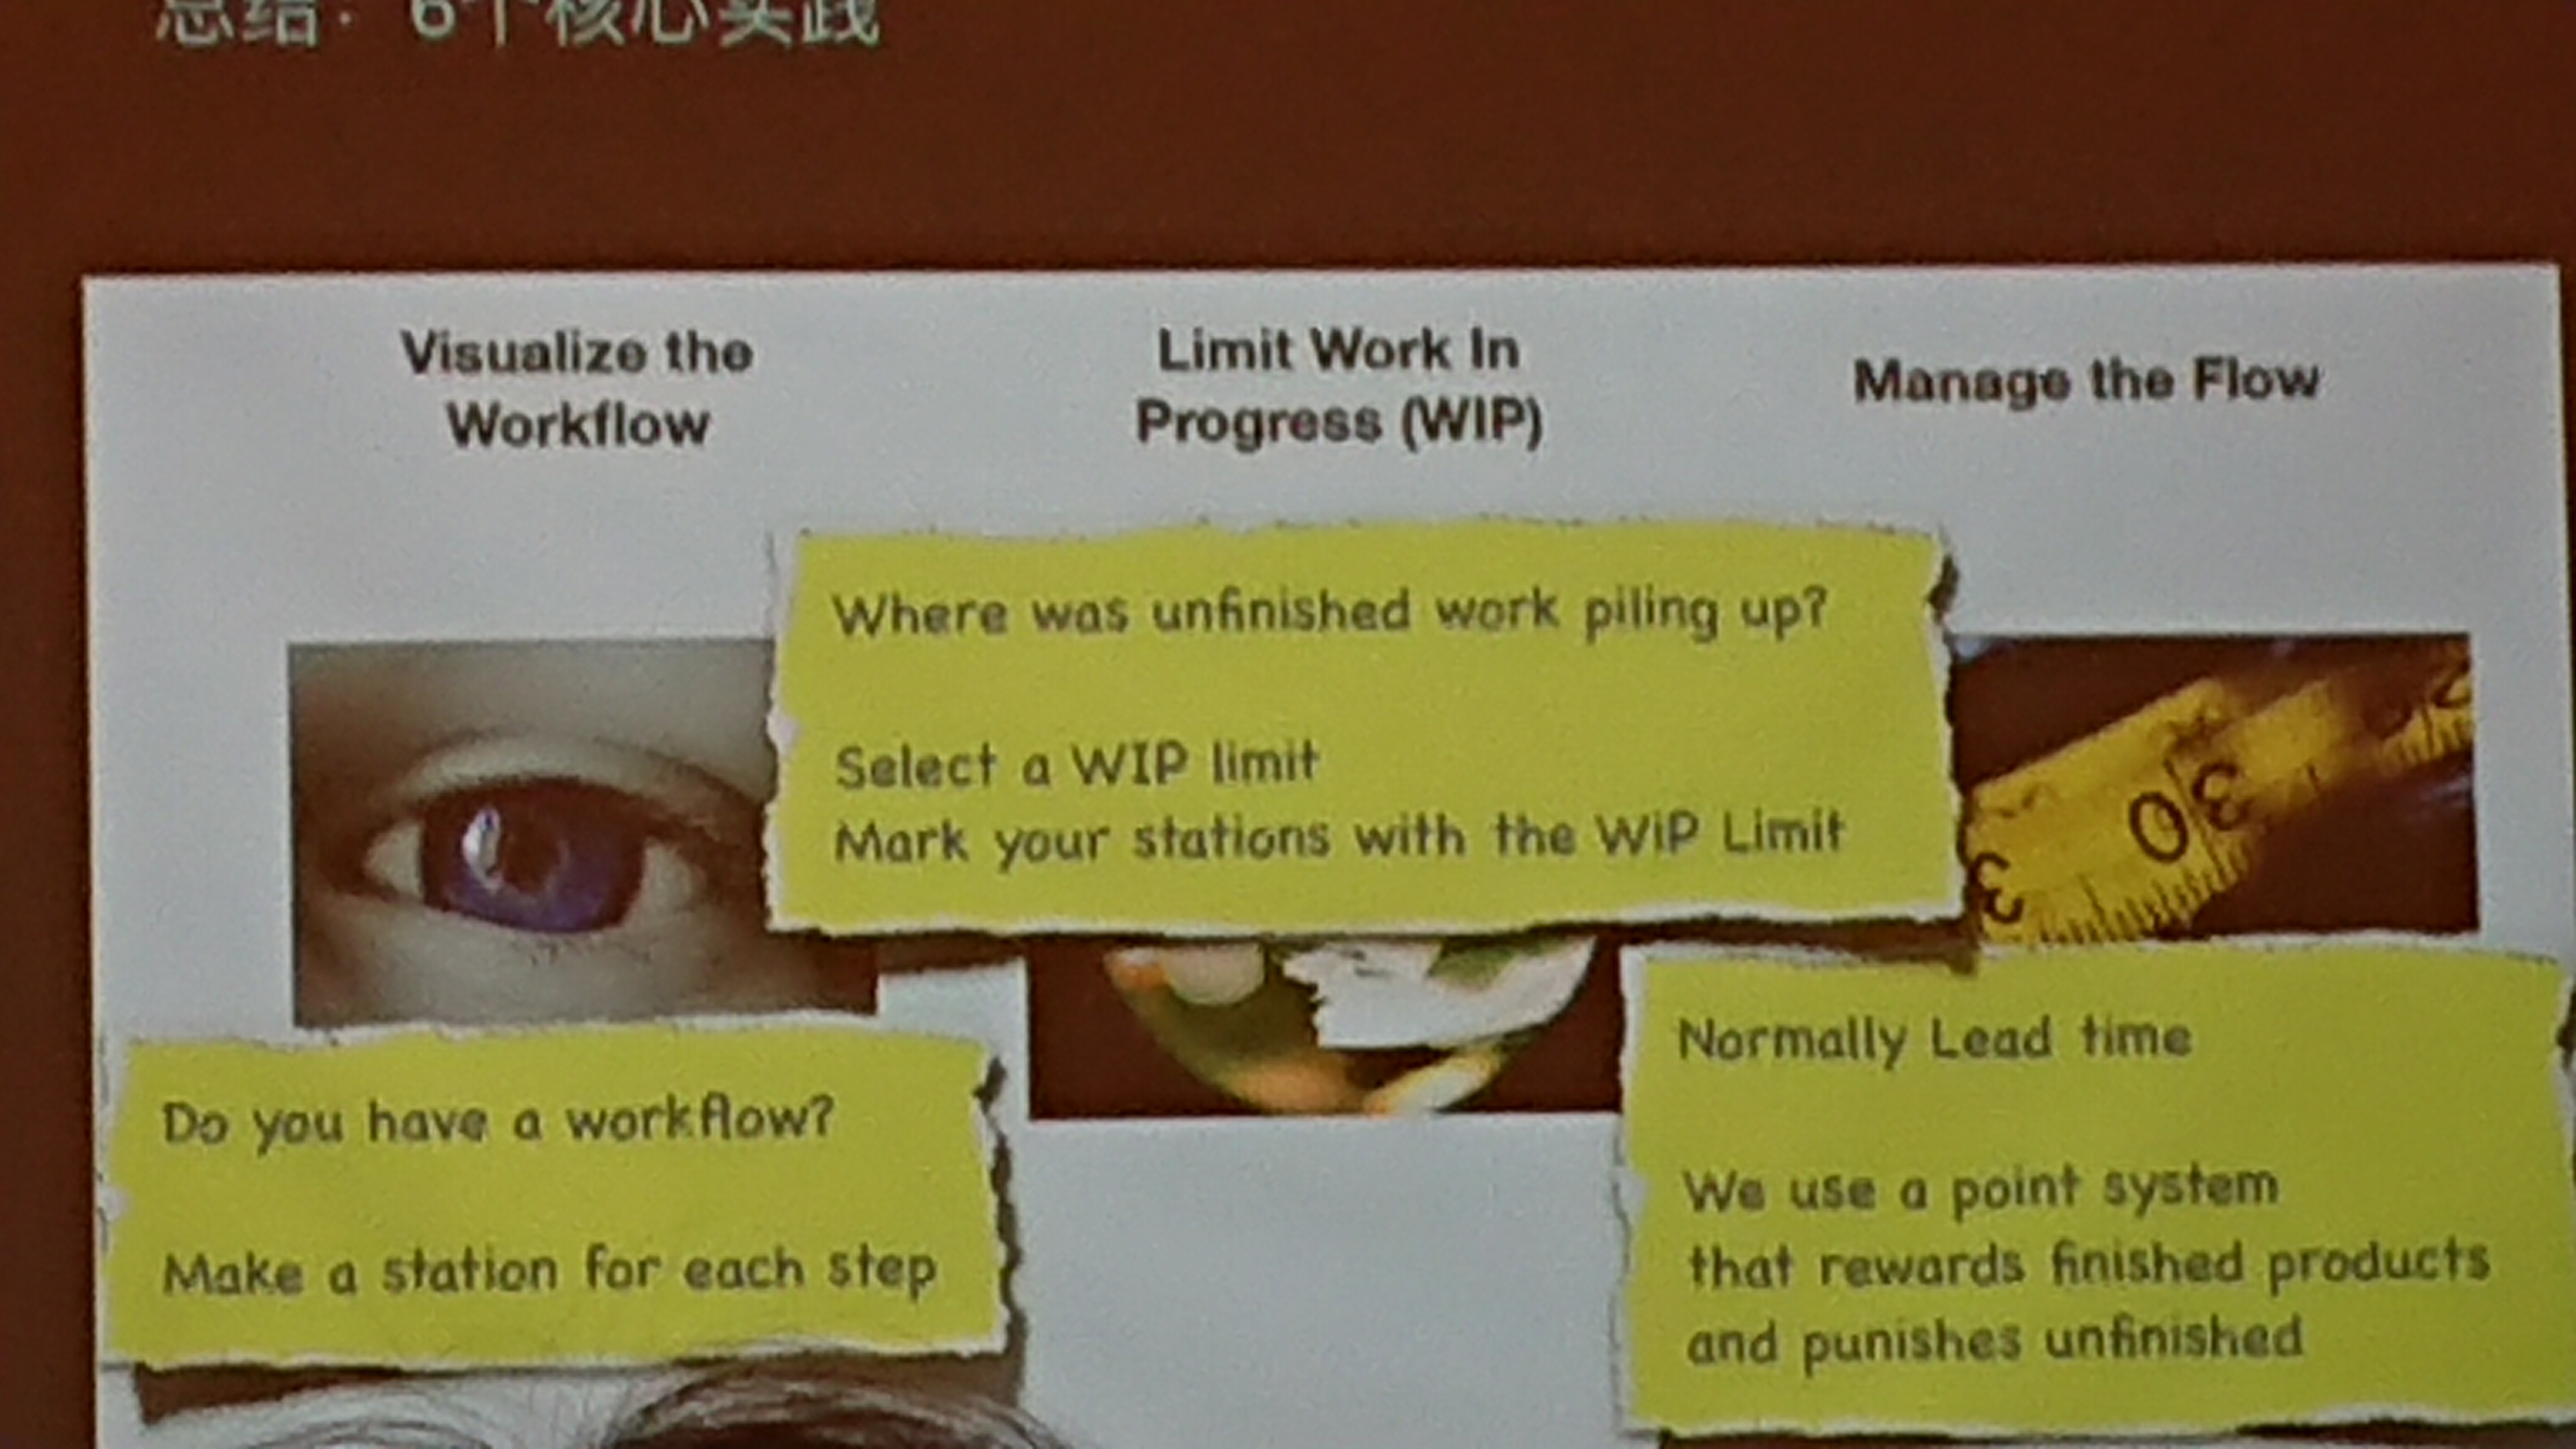 总结：6个核心实践
Visualize the
Workflow
Limit Work In
Progress (WIP)
Manage the Flow
Where was unfinished work piling up?
Select a WIP limit
Mark your stations with the WiP Limit
30
3
Do you have a workflow?
Make a station for each step
Normally Lead time
We use a point system
that rewards finished products
and punishes unfinished